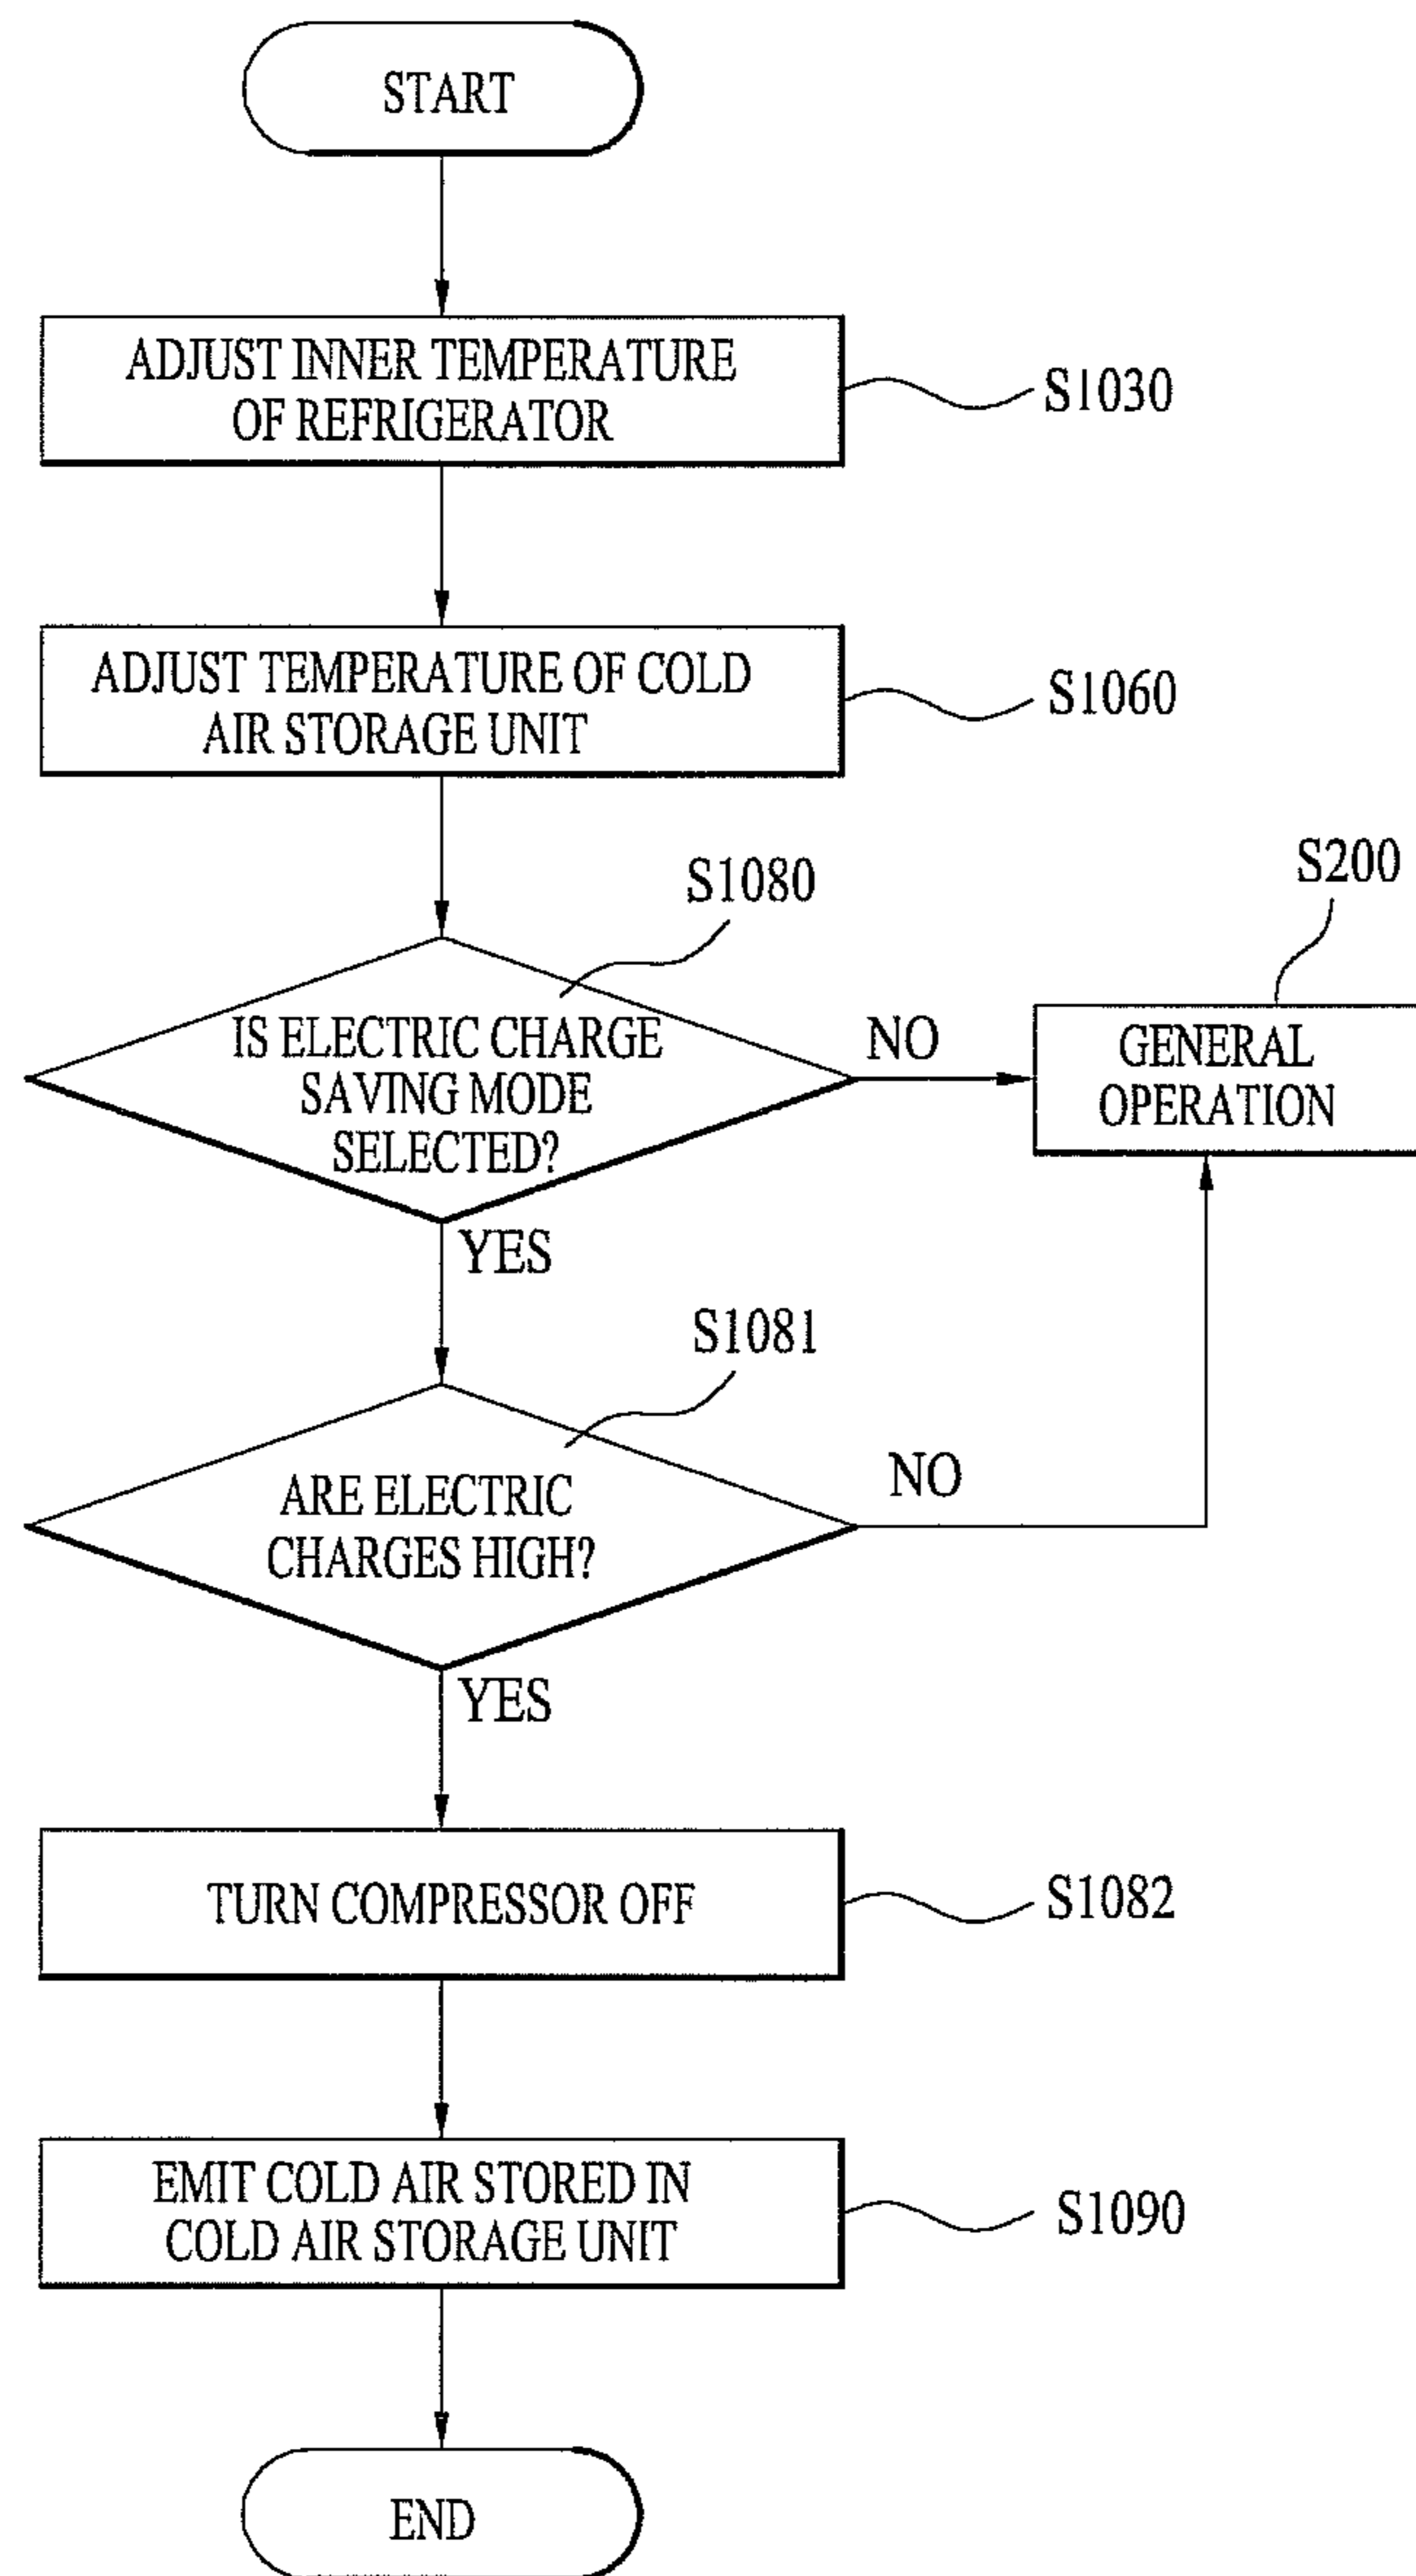 START
ADJUST INNER TEMPERATURE
OF REFRIGERATOR
S1030
ADJUST TEMPERATURE OF COLD
AIR STORAGE UNIT
S1060
S1080
IS ELECTRIC CHARGE
SAVING MODE
SELECTED?
NO
S200
GENERAL
OPERATION
YES
S1081
ARE ELECTRIC
CHARGES HIGH?
NO
YES
TURN COMPRESSOR OFF
S1082
EMIT COLD AIR STORED IN
COLD AIR STORAGE UNIT
S1090
END